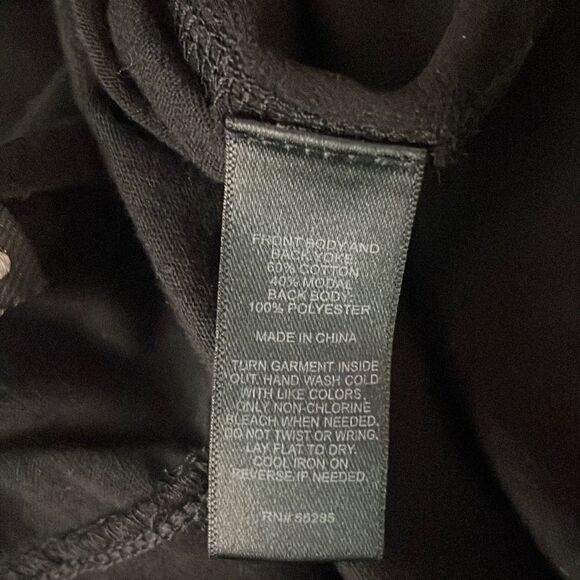 FRONT BODY AND
BACK YOKE:
60% COTTON
40% MODAL
BACK BODY:
100% POLYESTER
MADE IN CHINA
TURN GARMENT INSIDE
OUT. HAND WASH COLD
WITH LIKE COLORS.
ONLY NON-CHLORINE
BLEACH WHEN NEEDED.
DO NOT TWIST OR WRING.
LAY FLAT TO DRY.
COOL IRON ON
REVERSE IF NEEDED.
RN# 55285